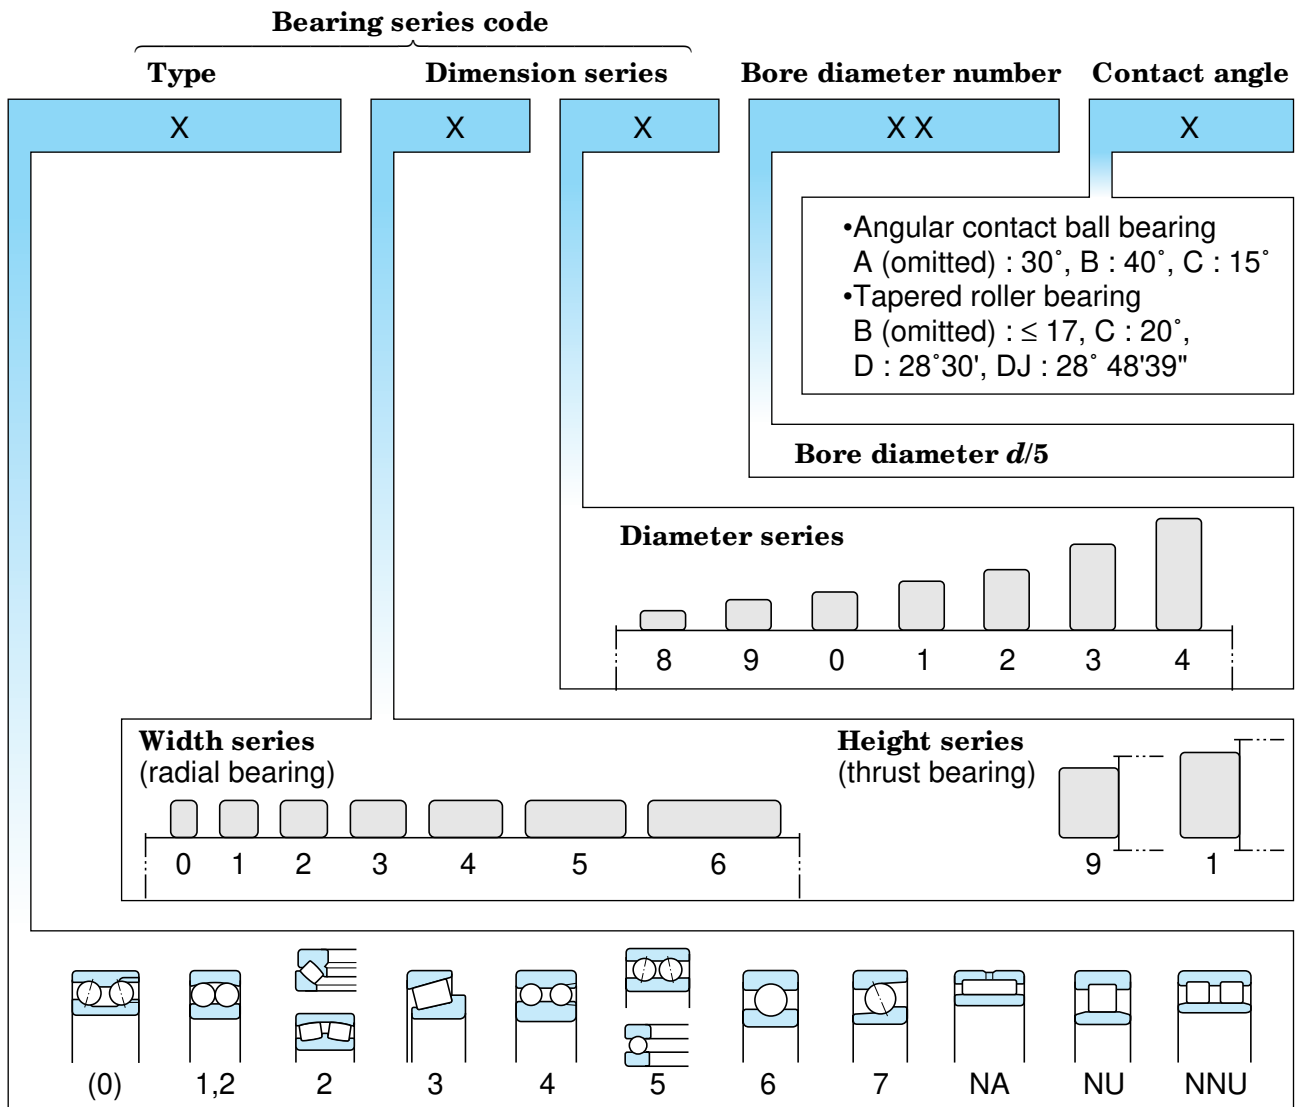 Bearing series code
Type Dimension series Bore diameter number Contact angle
X X X X X X
•Angular contact ball bearing
A (omitted) : 30˚, B : 40˚, C : 15˚
•Tapered roller bearing
B (omitted) : ≤ 17, C : 20˚,
D : 28˚30', DJ : 28˚ 48'39"
Bore diameter d/5
Diameter series
8 9 0 1 2 3 4
Width series
(radial bearing)
0 1 2 3 4 5 6
Height series
(thrust bearing)
9 1
(0) 1,2 2 3 4 5 6 7 NA NU NNU